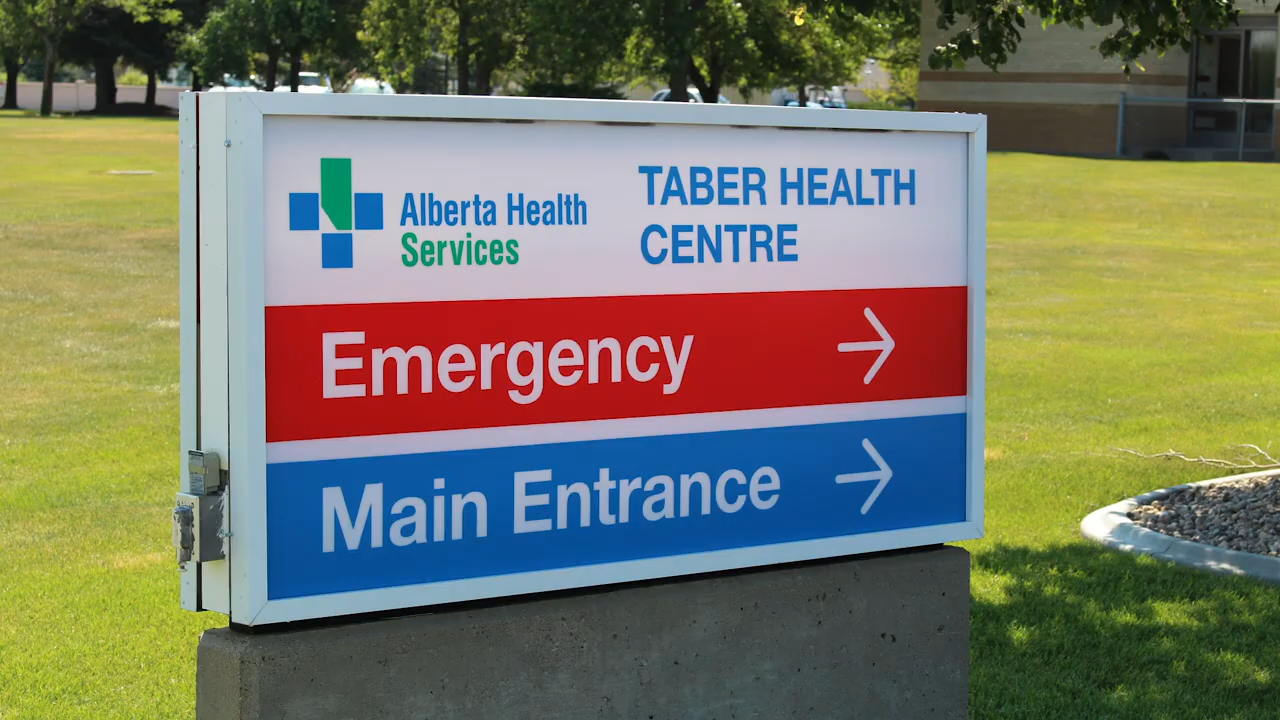 Alberta Health
Services
TABER HEALTH
CENTRE
Emergency
Main Entrance